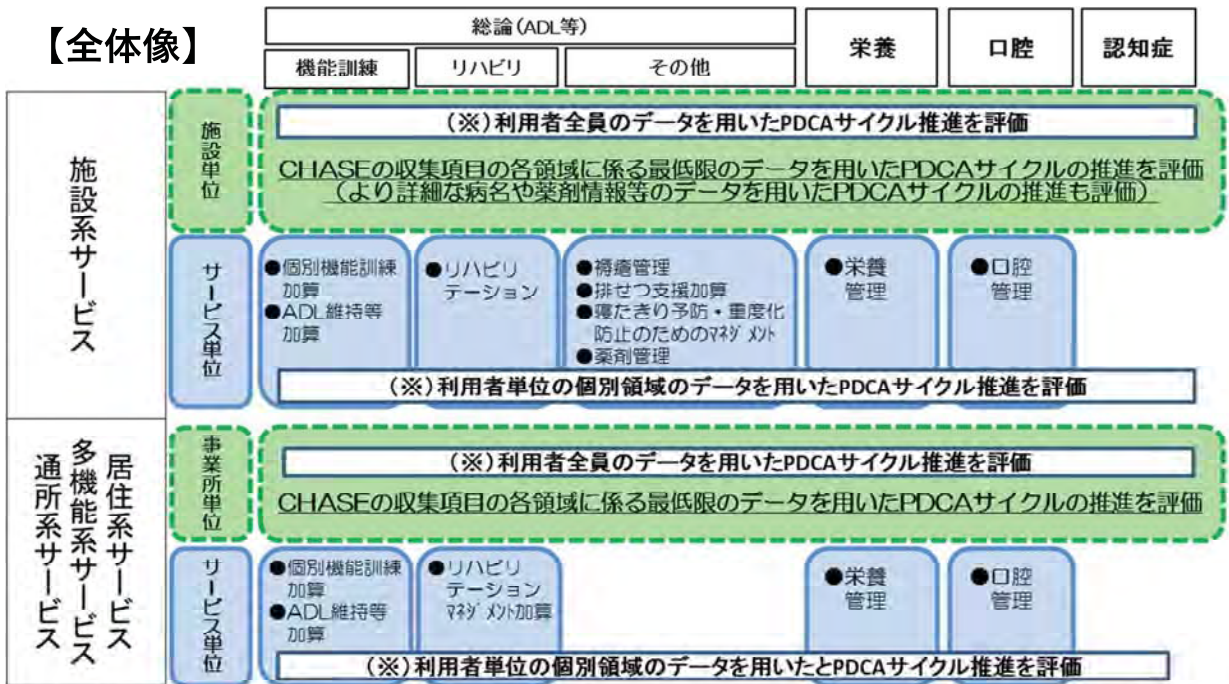 【全体像】
総論(ADL等)
機能訓練
リハビリ
その他
栄養
口腔
認知症
施設系サービス
施設単位
(※)利用者全員のデータを用いたPDCAサイクル推進を評価
CHASEの収集項目の各領域に係る最低限のデータを用いたPDCAサイクルの推進を評価
(より詳細な病名や薬剤情報等のデータを用いたPDCAサイクルの推進も評価)
サービス単位
●個別機能訓練
加算
●ADL維持等
加算
●リハビリ
テーション
●褥瘡管理
●排せつ支援加算
●寝たきり予防・重度化
防止のためのマネジメント
●薬剤管理
●栄養
管理
●口腔
管理
(※)利用者単位の個別領域のデータを用いたPDCAサイクル推進を評価
居住系サービス
多機能系サービス
通所系サービス
事業所単位
(※)利用者全員のデータを用いたPDCAサイクル推進を評価
CHASEの収集項目の各領域に係る最低限のデータを用いたPDCAサイクルの推進を評価
サービス単位
●個別機能訓練
加算
●ADL維持等
加算
●リハビリ
テーション
マネジメント加算
●栄養
管理
●口腔
管理
(※)利用者単位の個別領域のデータを用いたとPDCAサイクル推進を評価